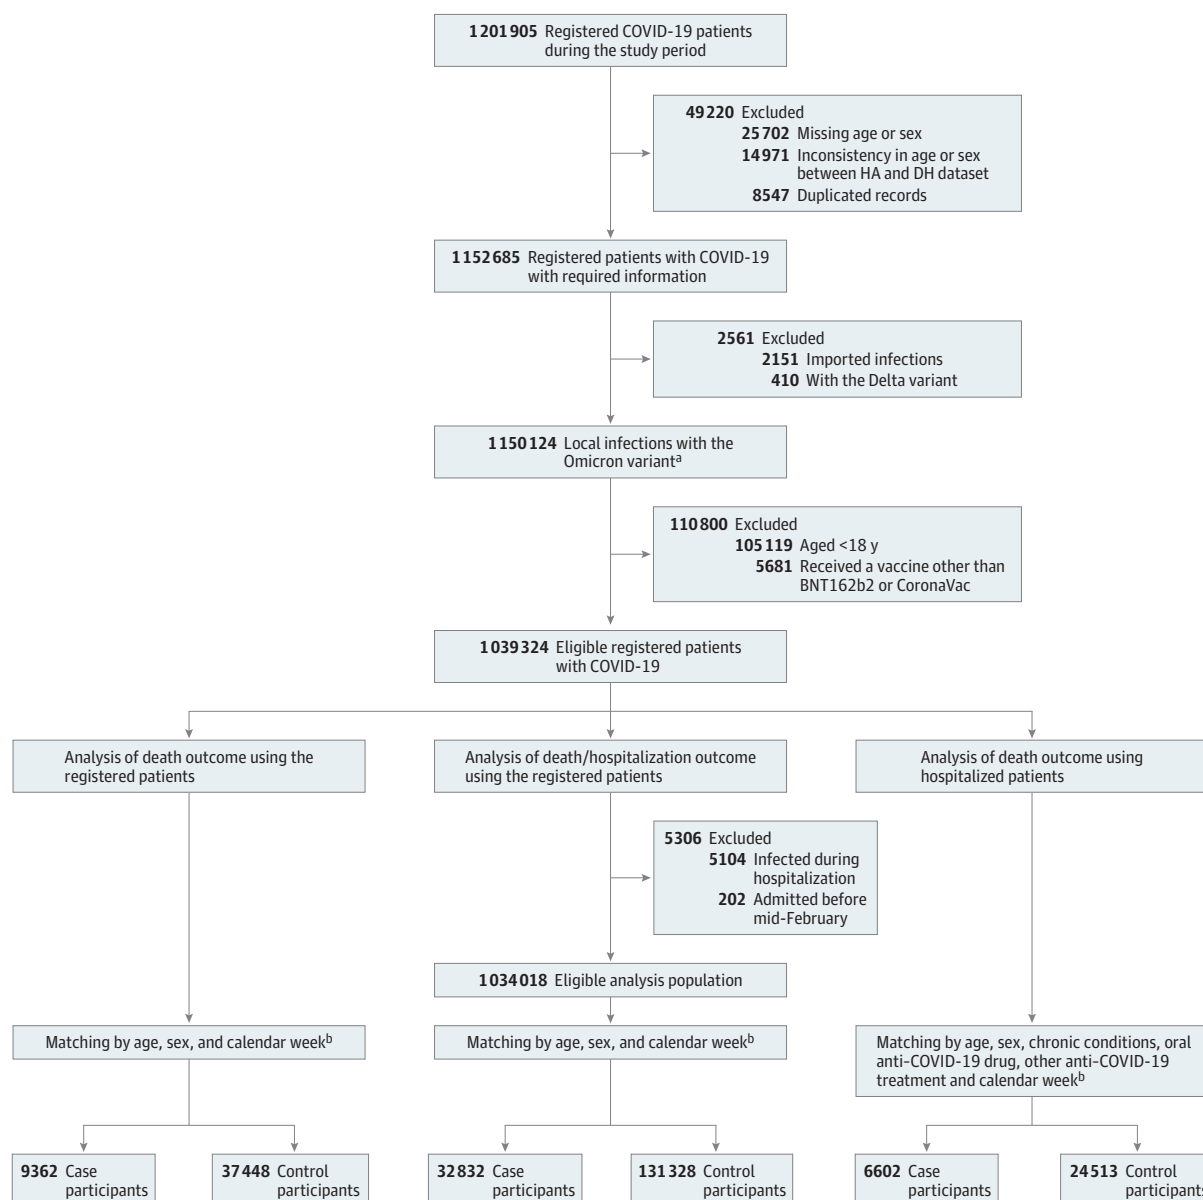 1201905 Registered COVID-19 patients
during the study period
49220 Excluded
25702 Missing age or sex
14971 Inconsistency in age or sex
between HA and DH dataset
8547 Duplicated records
1152685 Registered patients with COVID-19
with required information
2561 Excluded
2151 Imported infections
410 With the Delta variant
1150124 Local infections with the
Omicron variantᵃ
110800 Excluded
105119 Aged <18 y
5681 Received a vaccine other than
BNT162b2 or CoronaVac
1039324 Eligible registered patients
with COVID-19
Analysis of death outcome using the
registered patients
Analysis of death/hospitalization outcome
using the registered patients
Analysis of death outcome using
hospitalized patients
5306 Excluded
5104 Infected during
hospitalization
202 Admitted before
mid-February
1034018 Eligible analysis population
Matching by age, sex, and calendar weekᵇ
Matching by age, sex, and calendar weekᵇ
Matching by age, sex, chronic conditions, oral
anti-COVID-19 drug, other anti-COVID-19
treatment and calendar weekᵇ
9362 Case
participants
37448 Control
participants
32832 Case
participants
131328 Control
participants
6602 Case
participants
24513 Control
participants